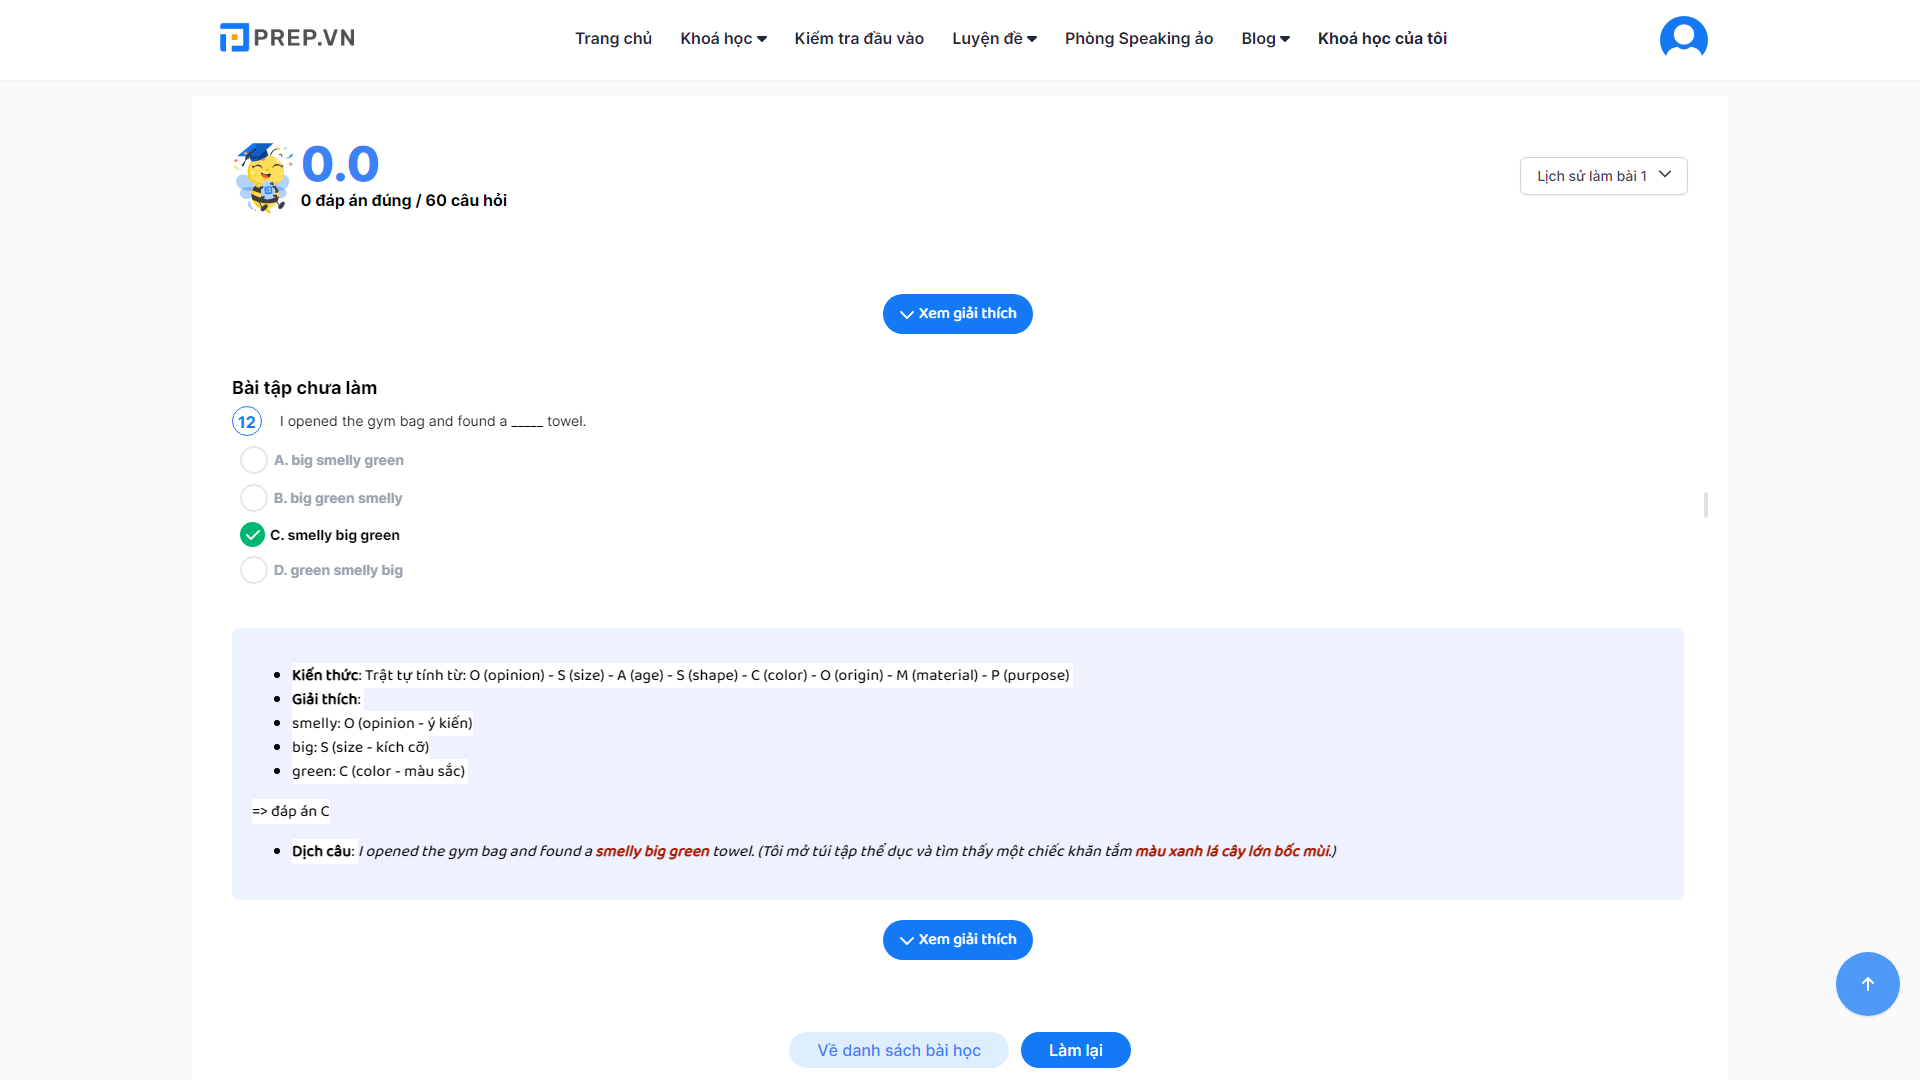 PREP.VN
Trang chủ
Khoá học
Kiểm tra đầu vào
Luyện đề
Phòng Speaking ảo
Blog
Khoá học của tôi
0.0
0 đáp án đúng / 60 câu hỏi
Lịch sử làm bài 1
Xem giải thích
Bài tập chưa làm
12 I opened the gym bag and found a _____ towel.
A. big smelly green
B. big green smelly
C. smelly big green
D. green smelly big
Kiến thức: Trật tự tính từ: O (opinion) - S (size) - A (age) - S (shape) - C (color) - O (origin) - M (material) - P (purpose)
Giải thích:
smelly: O (opinion - ý kiến)
big: S (size - kích cỡ)
green: C (color - màu sắc)
=> đáp án C
Dịch câu: I opened the gym bag and found a smelly big green towel. (Tôi mở túi tập thể dục và tìm thấy một chiếc khăn tắm màu xanh lá cây lớn bốc mùi.)
Xem giải thích
Về danh sách bài học
Làm lại